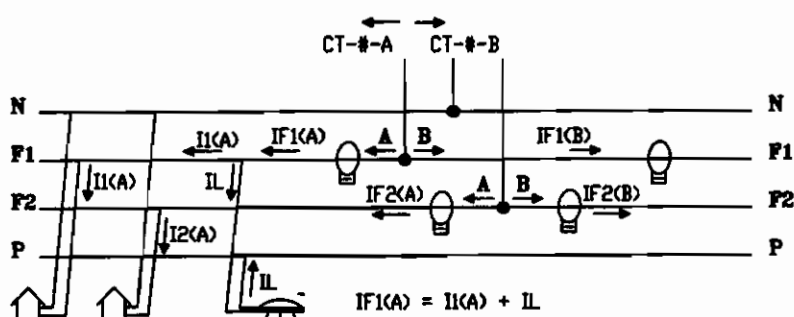 CT-#-A CT-#-B
N N
F1 I1(A) IF1(A) A B IF1(B) F1
I1(A) IL IF2(A) A B IF2(B)
F2 F2
I2(A)
P P
IL
IF1(A) = I1(A) + IL